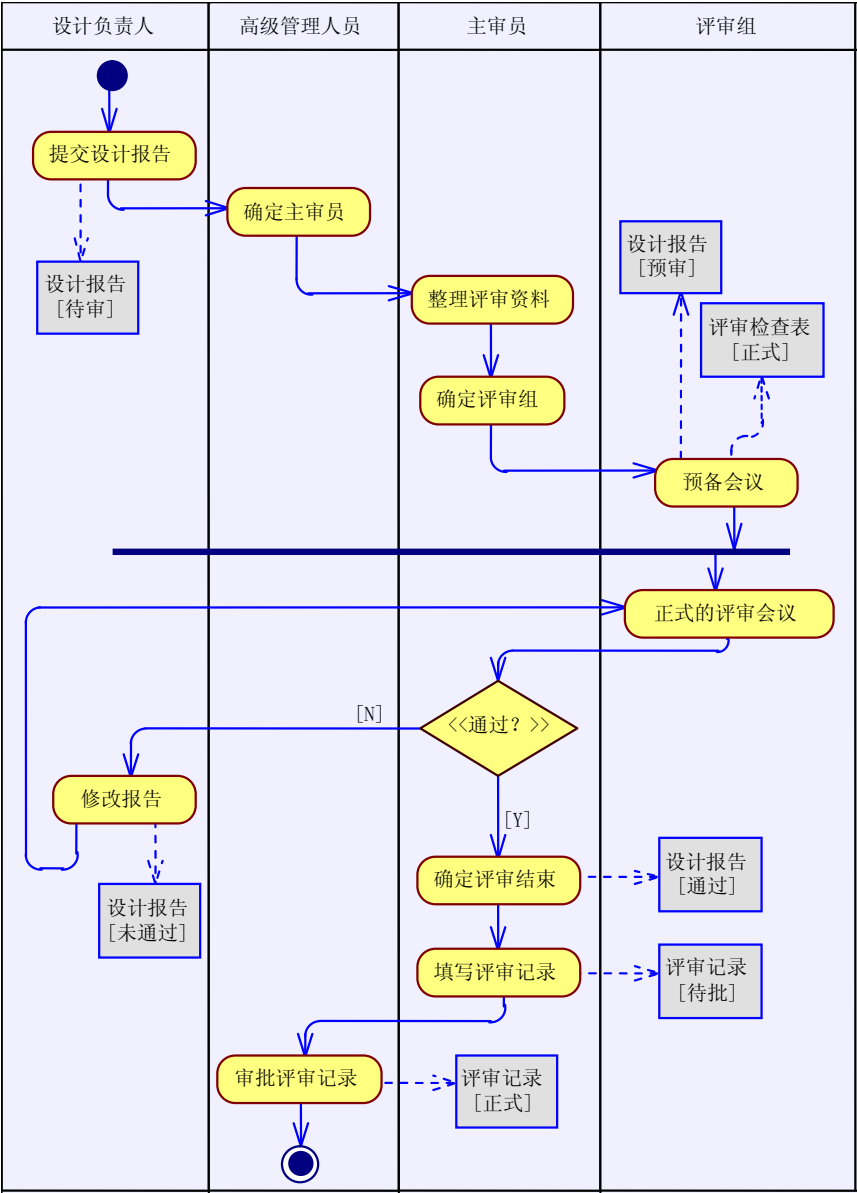 设计负责人
高级管理人员
主审员
评审组
提交设计报告
确定主审员
设计报告
[待审]
设计报告
[预审]
整理评审资料
评审检查表
[正式]
确定评审组
预备会议
正式的评审会议
<<通过？>>
[N]
修改报告
[Y]
确定评审结束
设计报告
[通过]
设计报告
[未通过]
填写评审记录
评审记录
[待批]
审批评审记录
评审记录
[正式]